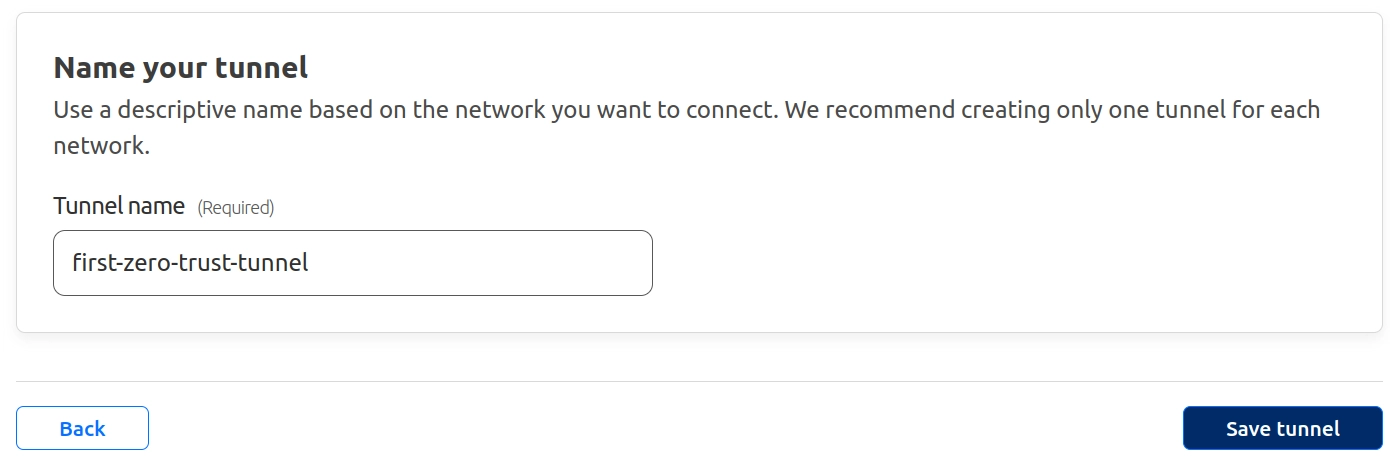 Name your tunnel
Use a descriptive name based on the network you want to connect. We recommend creating only one tunnel for each
network.
Tunnel name (Required)
first-zero-trust-tunnel
Back
Save tunnel